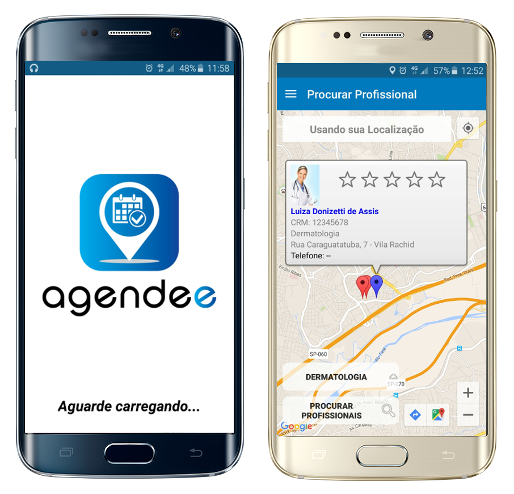 48% 11:58
agendee
Aguarde carregando...
57% 12:52
Procurar Profissional
Usando sua Localização
Luiza Donizetti de Assis
CRM: 12345678
Dermatologia
Rua Caraguatatuba, 7 - Vila Rachid
Telefone: --
SP-060
DERMATOLOGIA
PROCURAR
PROFISSIONAIS
Google